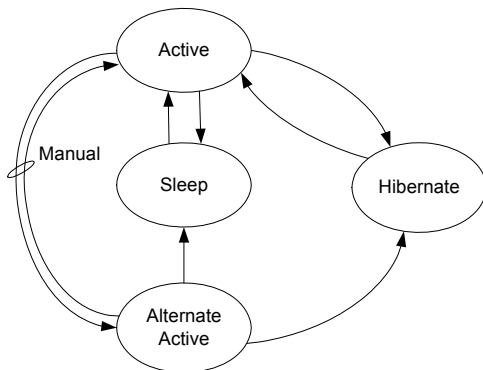 Active
Manual
Sleep
Hibernate
Alternate
Active